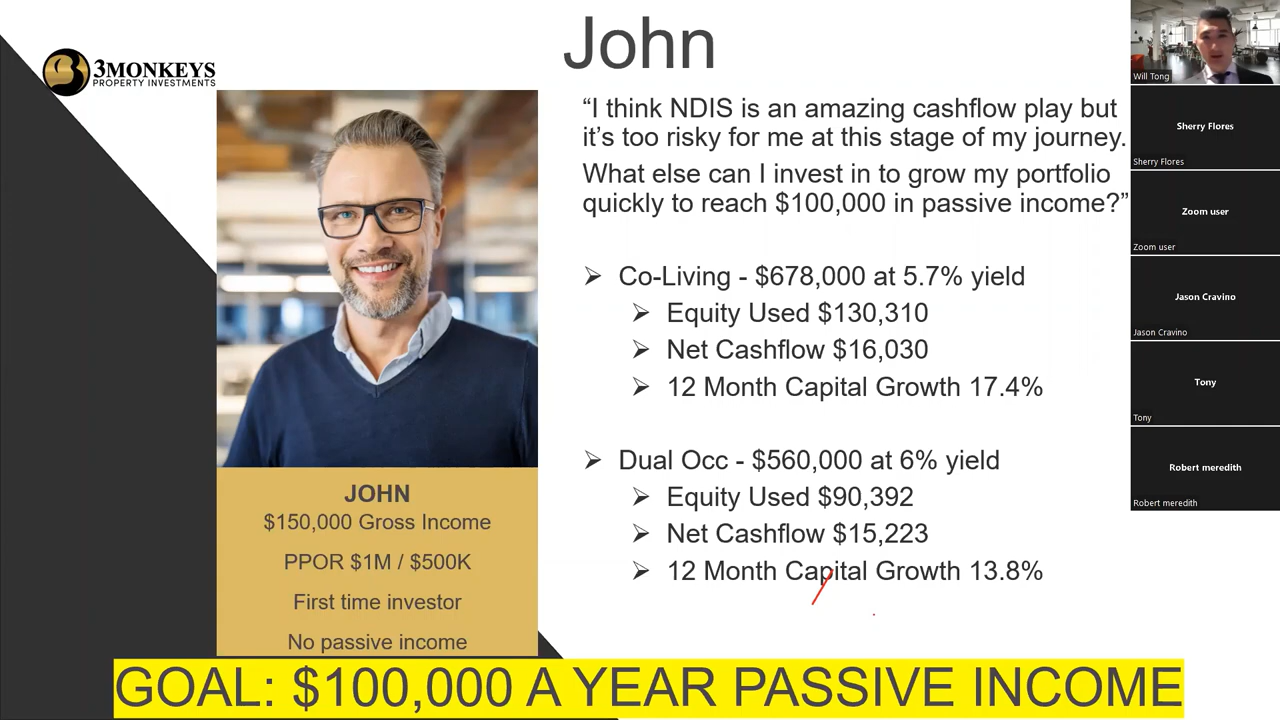 John
3MONKEYS
PROPERTY INVESTMENTS
“I think NDIS is an amazing cashflow play but
it’s too risky for me at this stage of my journey.
What else can I invest in to grow my portfolio
quickly to reach $100,000 in passive income?”
Co-Living - $678,000 at 5.7% yield
Equity Used $130,310
Net Cashflow $16,030
12 Month Capital Growth 17.4%
Dual Occ - $560,000 at 6% yield
Equity Used $90,392
Net Cashflow $15,223
12 Month Capital Growth 13.8%
JOHN
$150,000 Gross Income
PPOR $1M / $500K
First time investor
No passive income
GOAL: $100,000 A YEAR PASSIVE INCOME
Will Tong
Sherry Flores
Sherry Flores
Zoom user
Zoom user
Jason Cravino
Jason Cravino
Tony
Tony
Robert meredith
Robert meredith